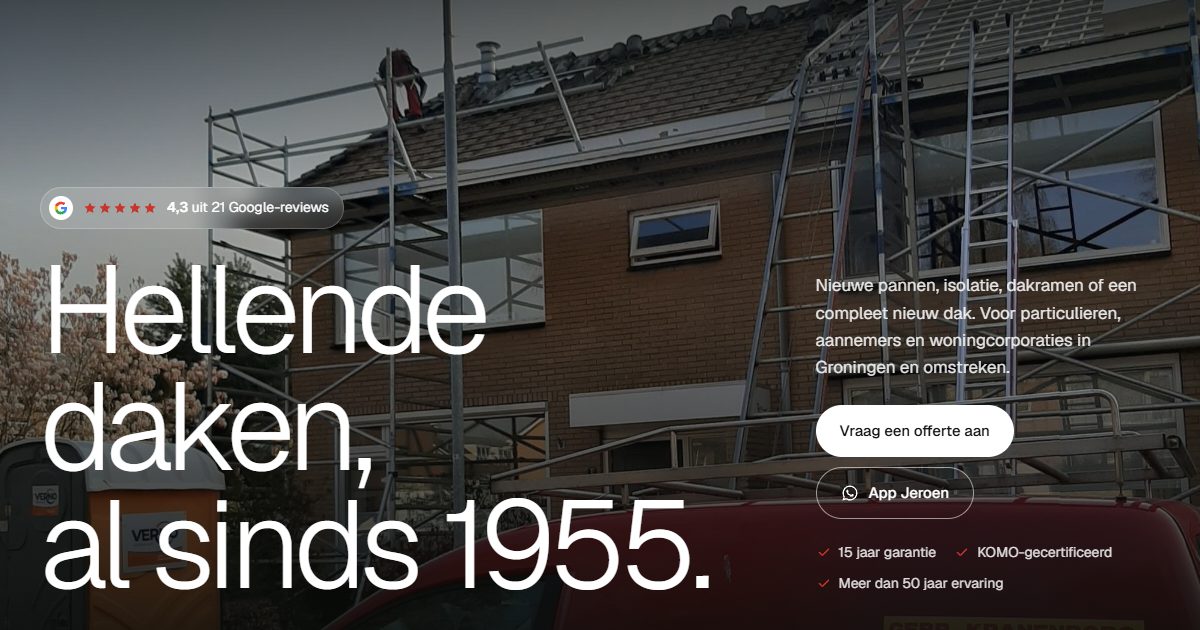 4,3 uit 21 Google-reviews
Hellende
daken,
al sinds 1955.
Nieuwe pannen, isolatie, dakramen of een
compleet nieuw dak. Voor particulieren,
aannemers en woningcorporaties in
Groningen en omstreken.
Vraag een offerte aan
App Jeroen
15 jaar garantie
KOMO-gecertificeerd
Meer dan 50 jaar ervaring
VERNO